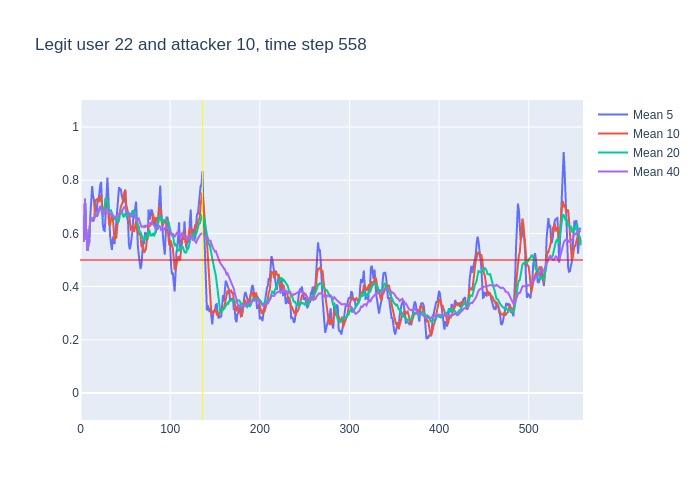 Legit user 22 and attacker 10, time step 558
Mean 5
Mean 10
Mean 20
Mean 40
1
0.8
0.6
0.4
0.2
0
0 100 200 300 400 500